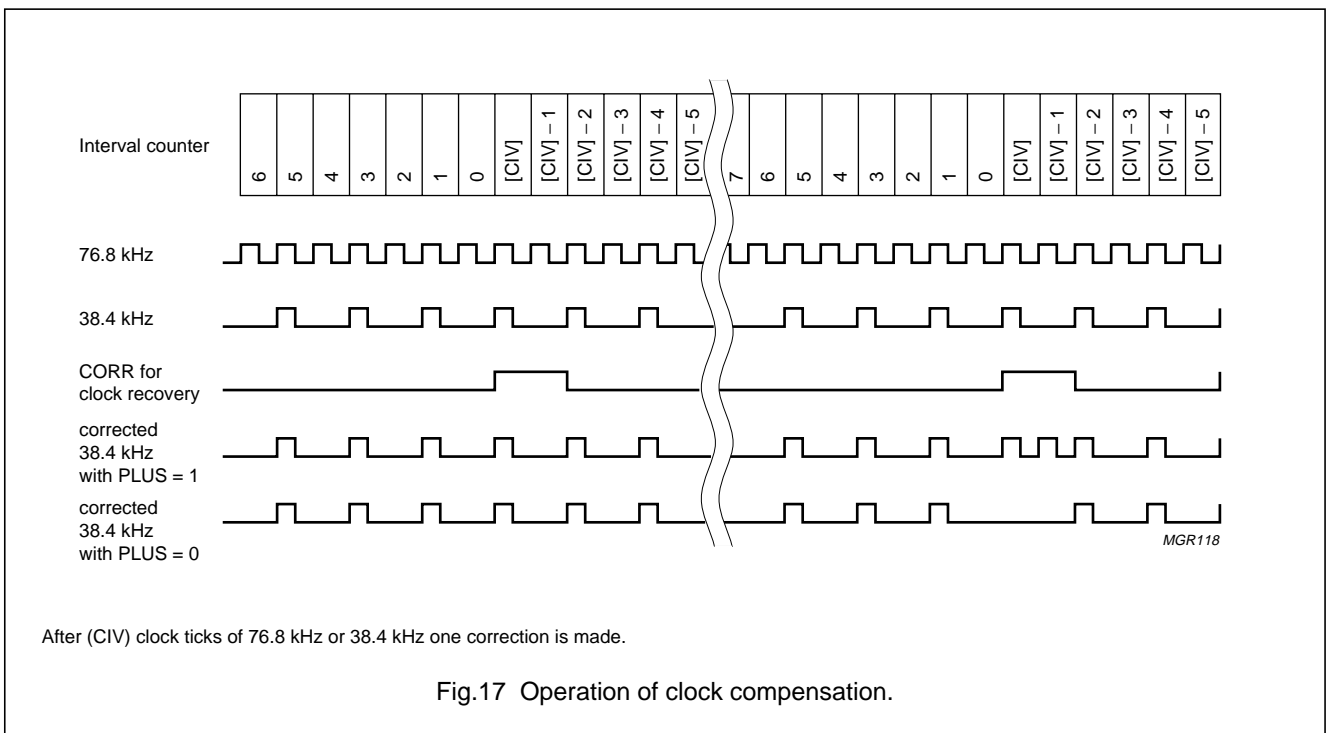 Interval counter
6 5 4 3 2 1 0 [CIV] [CIV] – 1 [CIV] – 2 [CIV] – 3 [CIV] – 4 [CIV] – 5 7 6 5 4 3 2 1 0 [CIV] [CIV] – 1 [CIV] – 2 [CIV] – 3 [CIV] – 4 [CIV] – 5
76.8 kHz
38.4 kHz
CORR for
clock recovery
corrected
38.4 kHz
with PLUS = 1
corrected
38.4 kHz
with PLUS = 0
MGR118
After (CIV) clock ticks of 76.8 kHz or 38.4 kHz one correction is made.
Fig.17 Operation of clock compensation.